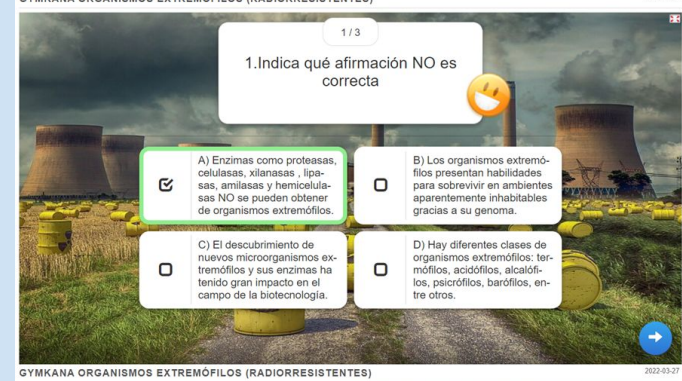 GYMKANA ORGANISMOS EXTREMÓFILOS (RADIORRESISTENTES)
1 / 3
1.Indica qué afirmación NO es
correcta
A) Enzimas como proteasas,
celulasas, xilanasas , lipa-
sas, amilasas y hemicelula-
sas NO se pueden obtener
de organismos extremófilos.
B) Los organismos extremó-
filos presentan habilidades
para sobrevivir en ambientes
aparentemente inhabitables
gracias a su genoma.
C) El descubrimiento de
nuevos microorganismos ex-
tremófilos y sus enzimas ha
tenido gran impacto en el
campo de la biotecnología.
D) Hay diferentes clases de
organismos extremófilos: ter-
mófilos, acidófilos, alcalófi-
los, psicrófilos, barófilos, en-
tre otros.
GYMKANA ORGANISMOS EXTREMÓFILOS (RADIORRESISTENTES)
2022-03-27